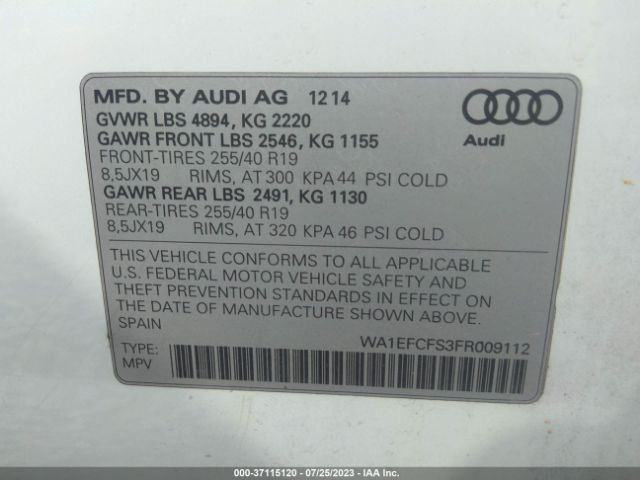 MFD. BY AUDI AG 12 14
GVWR LBS 4894, KG 2220
GAWR FRONT LBS 2546, KG 1155
FRONT-TIRES 255/40 R19
8,5JX19 RIMS, AT 300 KPA 44 PSI COLD
GAWR REAR LBS 2491, KG 1130
REAR-TIRES 255/40 R19
8,5JX19 RIMS, AT 320 KPA 46 PSI COLD
Audi
THIS VEHICLE CONFORMS TO ALL APPLICABLE
U.S. FEDERAL MOTOR VEHICLE SAFETY AND
THEFT PREVENTION STANDARDS IN EFFECT ON
THE DATE OF MANUFACTURE SHOWN ABOVE.
SPAIN
WA1EFCFS3FR009112
TYPE:
MPV
000-37115120 - 07/25/2023 - IAA Inc.